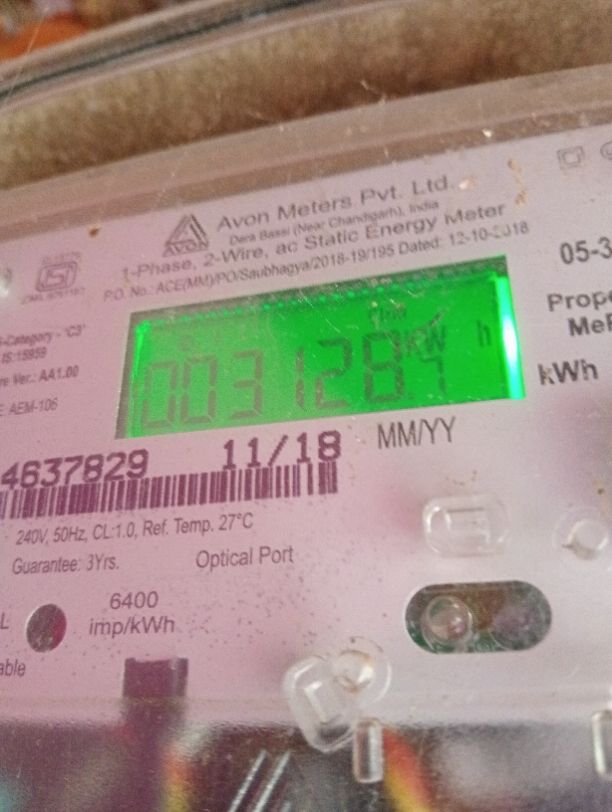 Avon Meters Pvt. Ltd.
Dera Bassi (Near Chandigarh), India
AVON
1-Phase, 2-Wire, ac Static Energy Meter
P.O. No.: ACE(MM)/PO/Saubhagya/2018-19/195 Dated: 12-10-2018
-Category - 'C3'
IS:15959
Ver.: AA1.00
AEM-106
05-3
Prope
MeP
003128
kW h
kWh
4637829 11/18 MM/YY
240V, 50Hz, CL:1.0, Ref. Temp. 27°C
Guarantee: 3Yrs. Optical Port
6400
imp/kWh
able